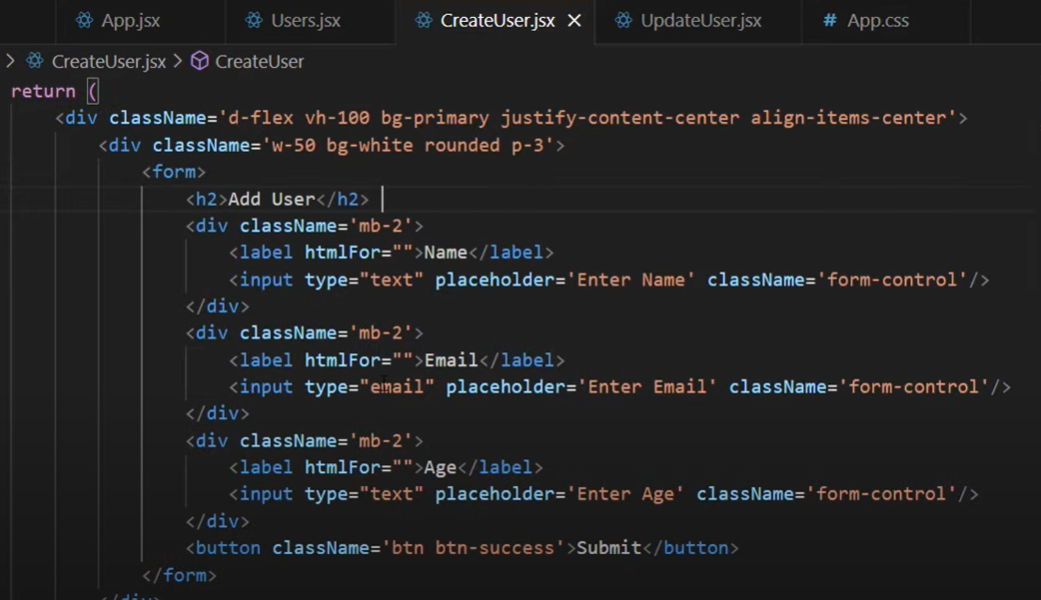 App.jsx Users.jsx CreateUser.jsx × UpdateUser.jsx # App.css
> CreateUser.jsx > CreateUser
return (
<div className='d-flex vh-100 bg-primary justify-content-center align-items-center'>
<div className='w-50 bg-white rounded p-3'>
<form>
<h2>Add User</h2>
<div className='mb-2'>
<label htmlFor="">Name</label>
<input type="text" placeholder='Enter Name' className='form-control'/>
</div>
<div className='mb-2'>
<label htmlFor="">Email</label>
<input type="email" placeholder='Enter Email' className='form-control'/>
</div>
<div className='mb-2'>
<label htmlFor="">Age</label>
<input type="text" placeholder='Enter Age' className='form-control'/>
</div>
<button className='btn btn-success'>Submit</button>
</form>
</div>